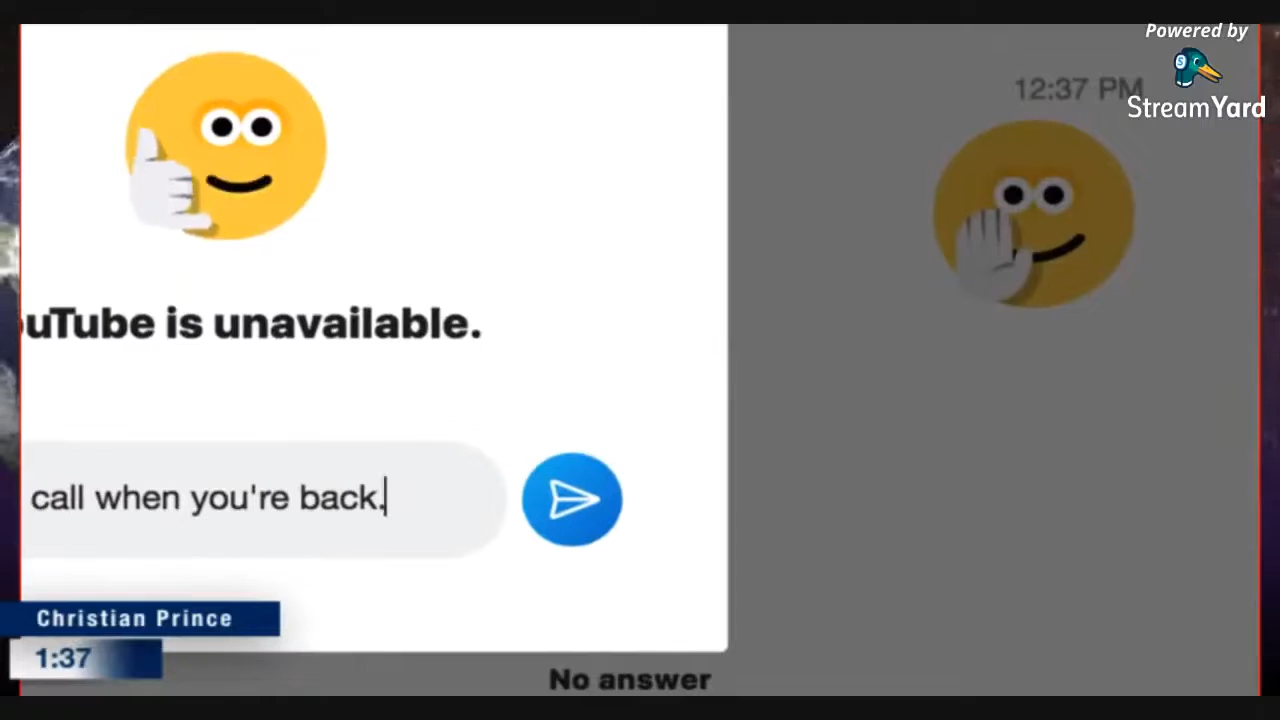 Powered by
StreamYard
12:37 PM
uTube is unavailable.
call when you're back.
Christian Prince
1:37
No answer